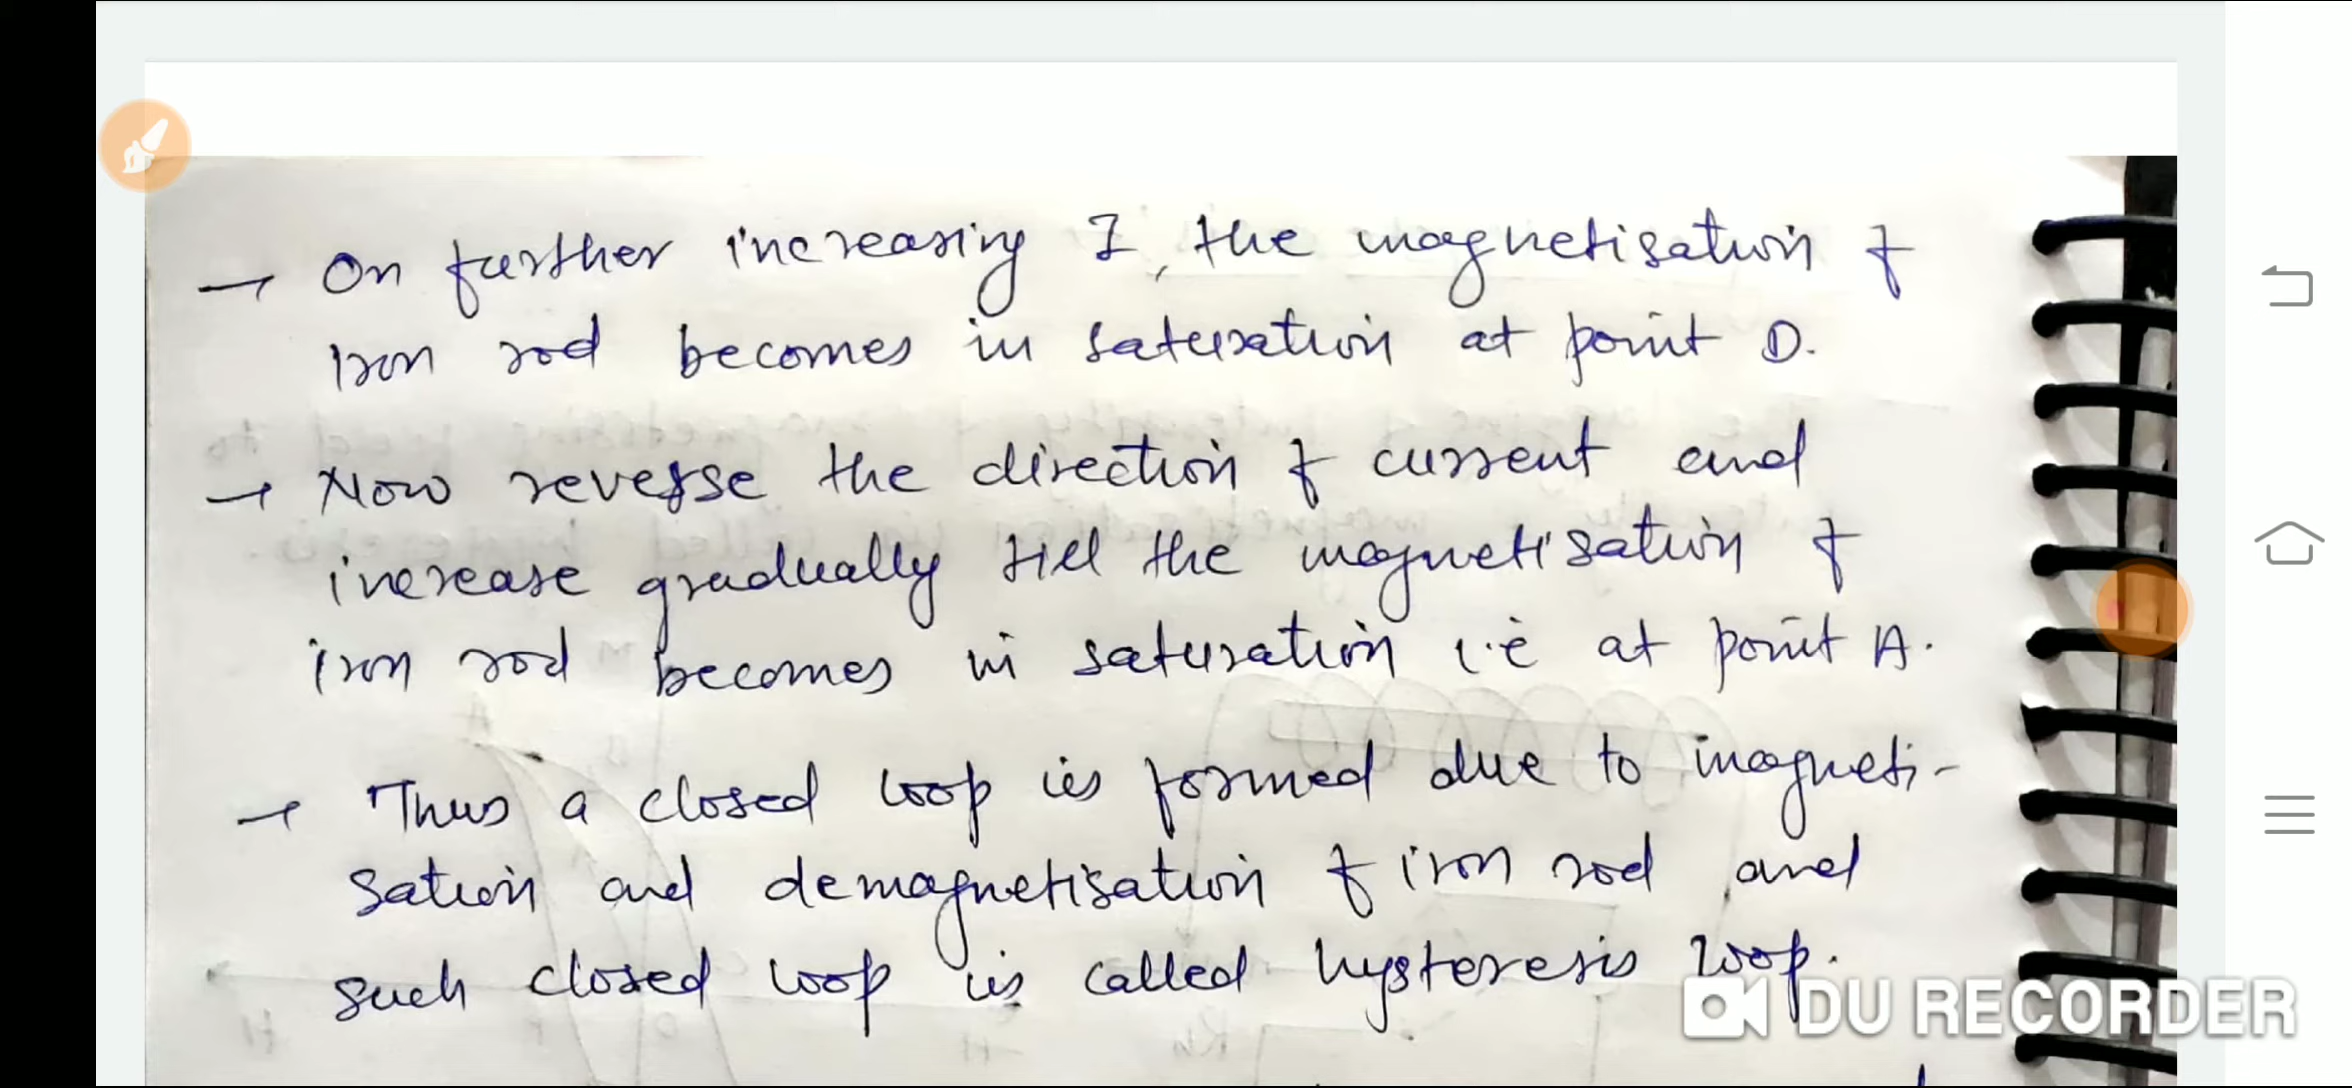 → On further increasing I, the magnetisation of
Iron rod becomes in saturation at point D.
→ Now reverse the direction of current and
increase gradually till the magnetisation of
iron rod becomes in saturation i.e at point A.
→ Thus a closed loop is formed due to magneti-
sation and demagnetisation of iron rod and
such closed loop is called hysteresis loop.
DU RECORDER